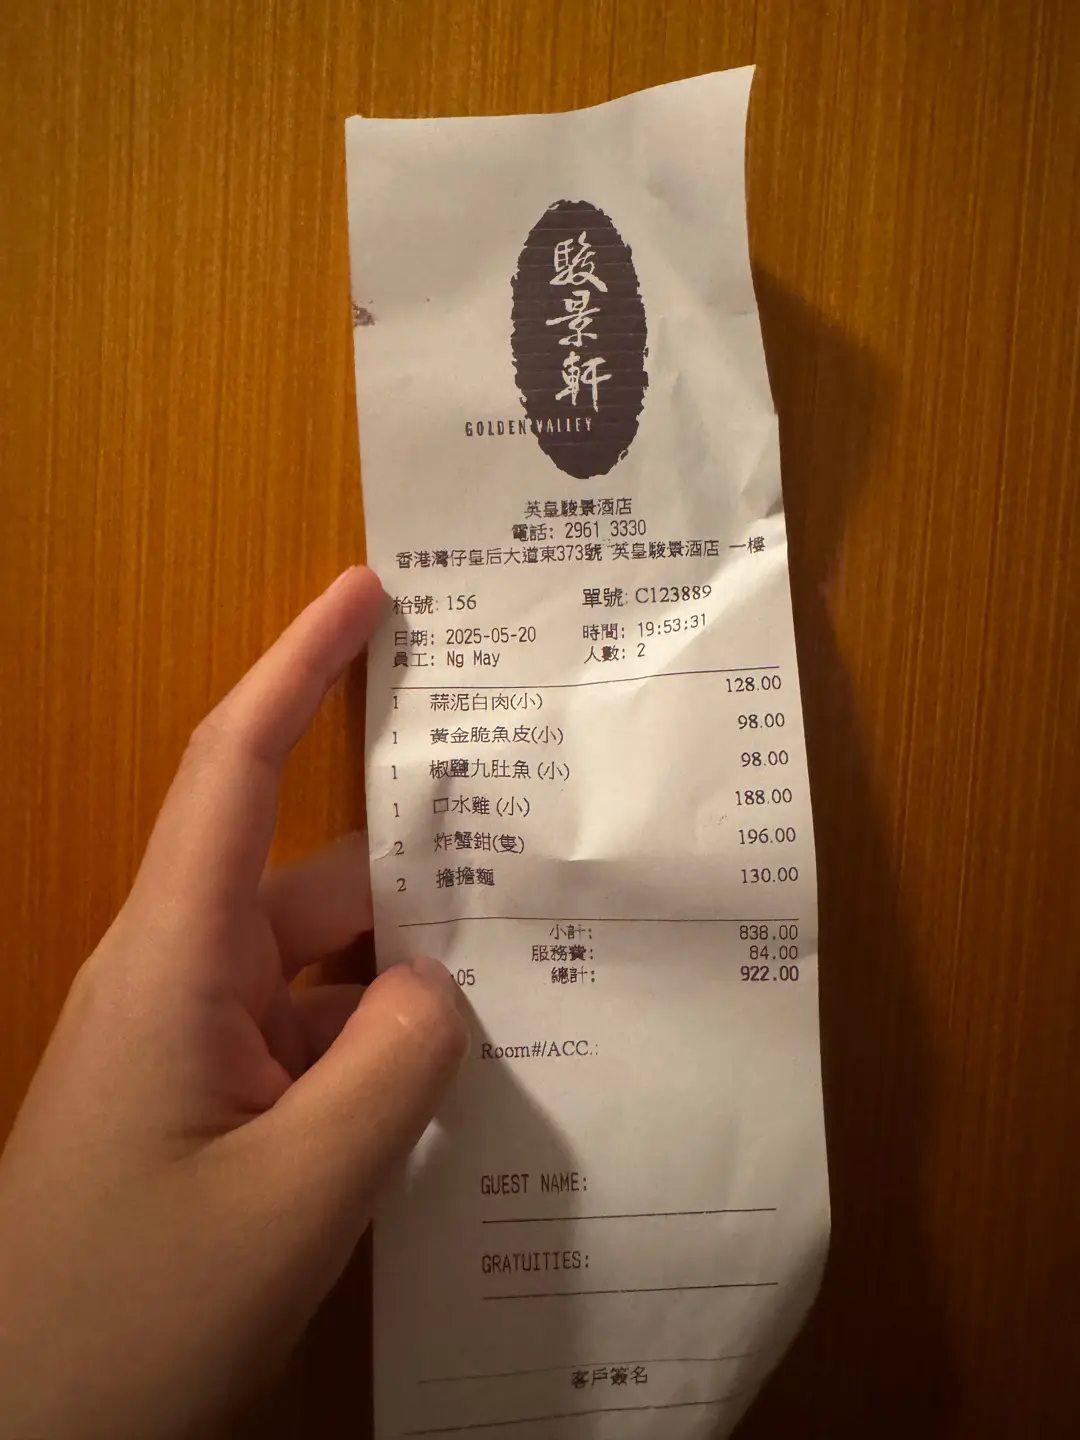 駿景軒
GOLDEN VALLEY
英皇駿景酒店
電話: 2961 3330
香港灣仔皇后大道東373號 英皇駿景酒店 一樓
枱號: 156 單號: C123889
日期: 2025-05-20 時間: 19:53:31
員工: Ng May 人數: 2
1 蒜泥白肉(小) 128.00
1 黃金脆魚皮(小) 98.00
1 椒鹽九肚魚 (小) 98.00
1 口水雞 (小) 188.00
2 炸蟹鉗(隻) 196.00
2 擔擔麵 130.00
小計: 838.00
服務費: 84.00
05 總計: 922.00
Room#/ACC.:
GUEST NAME:
GRATUITIES:
客戶簽名